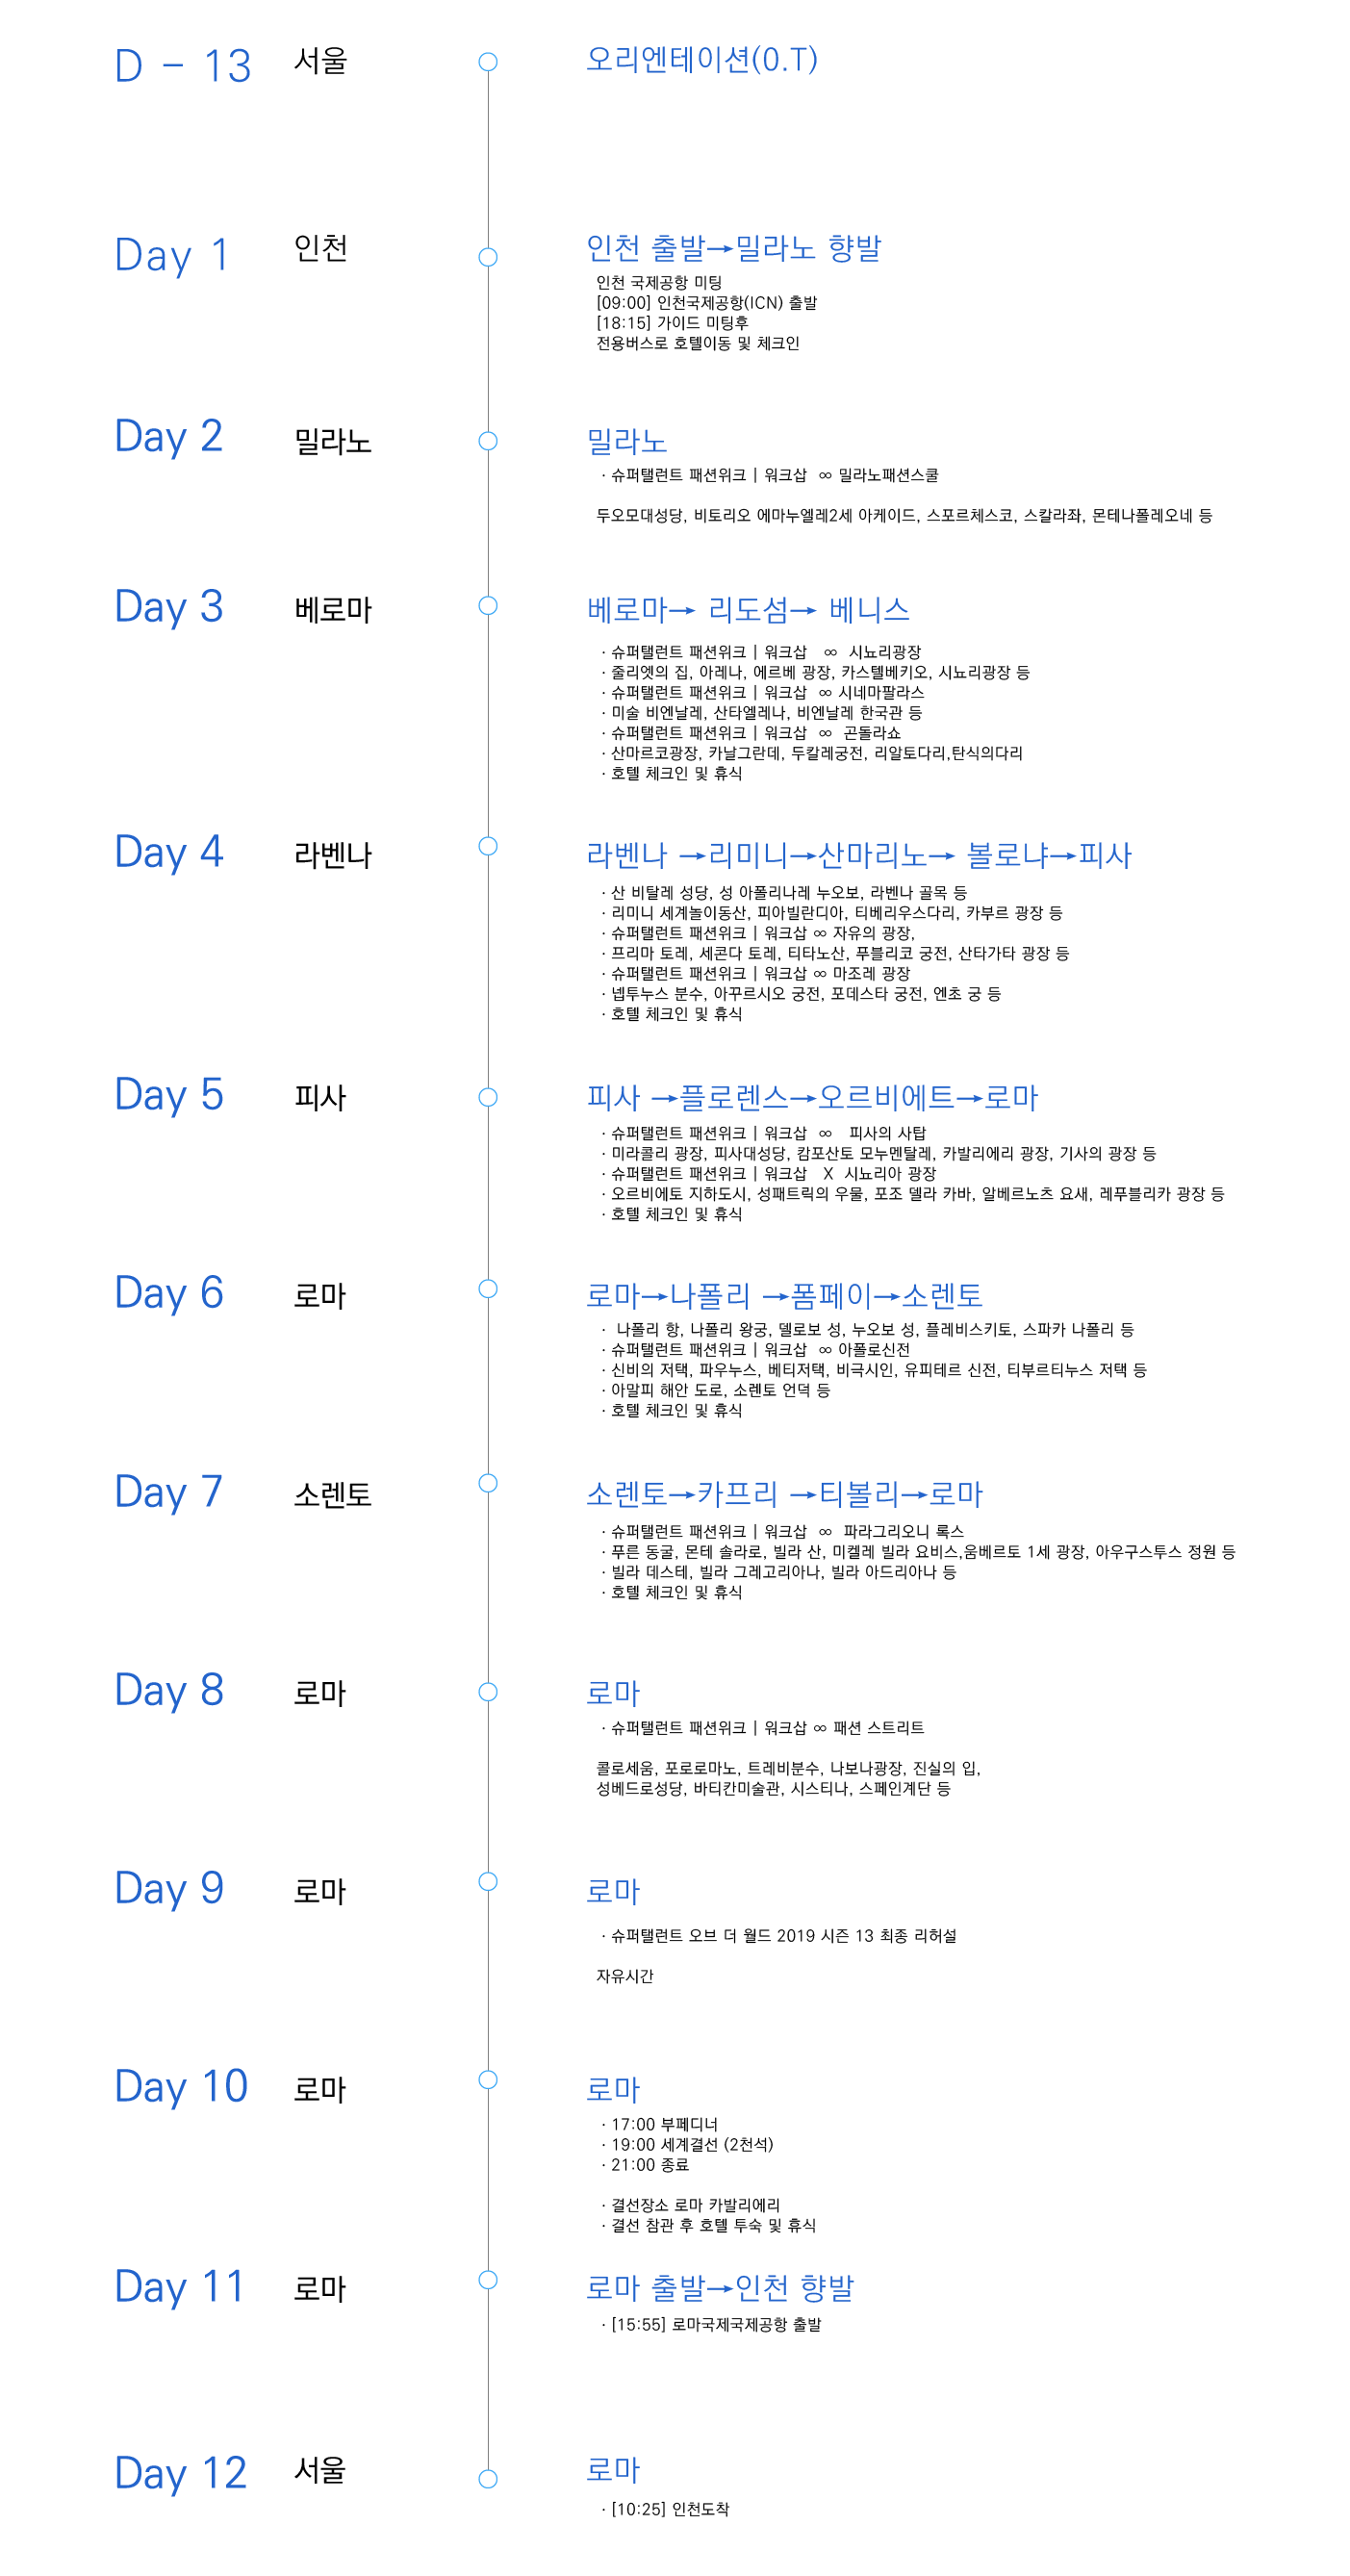 D - 13 서울 오리엔테이션(O.T)
Day 1 인천 인천 출발→밀라노 향발
인천 국제공항 미팅
[09:00] 인천국제공항(ICN) 출발
[18:15] 가이드 미팅후
전용버스로 호텔이동 및 체크인
Day 2 밀라노 밀라노
· 슈퍼탤런트 패션위크 | 워크샵 ∞ 밀라노패션스쿨
두오모대성당, 비토리오 에마누엘레2세 아케이드, 스포르체스코, 스칼라좌, 몬테나폴레오네 등
Day 3 베로마 베로마→ 리도섬→ 베니스
· 슈퍼탤런트 패션위크 | 워크샵 ∞ 시뇨리광장
· 줄리엣의 집, 아레나, 에르베 광장, 카스텔베키오, 시뇨리광장 등
· 슈퍼탤런트 패션위크 | 워크샵 ∞ 시네마팔라스
· 미술 비엔날레, 산타엘레나, 비엔날레 한국관 등
· 슈퍼탤런트 패션위크 | 워크샵 ∞ 곤돌라쇼
· 산마르코광장, 카날그란데, 두칼레궁전, 리알토다리,탄식의다리
· 호텔 체크인 및 휴식
Day 4 라벤나 라벤나 →리미니→산마리노→ 볼로냐→피사
· 산 비탈레 성당, 성 아폴리나레 누오보, 라벤나 골목 등
· 리미니 세계놀이동산, 피아빌란디아, 티베리우스다리, 카부르 광장 등
· 슈퍼탤런트 패션위크 | 워크샵 ∞ 자유의 광장,
· 프리마 토레, 세콘다 토레, 티타노산, 푸블리코 궁전, 산타가타 광장 등
· 슈퍼탤런트 패션위크 | 워크샵 ∞ 마조레 광장
· 넵투누스 분수, 아꾸르시오 궁전, 포데스타 궁전, 엔초 궁 등
· 호텔 체크인 및 휴식
Day 5 피사 피사 →플로렌스→오르비에트→로마
· 슈퍼탤런트 패션위크 | 워크샵 ∞ 피사의 사탑
· 미라콜리 광장, 피사대성당, 캄포산토 모누멘탈레, 카발리에리 광장, 기사의 광장 등
· 슈퍼탤런트 패션위크 | 워크샵 X 시뇨리아 광장
· 오르비에토 지하도시, 성패트릭의 우물, 포조 델라 카바, 알베르노츠 요새, 레푸블리카 광장 등
· 호텔 체크인 및 휴식
Day 6 로마 로마→나폴리 →폼페이→소렌토
· 나폴리 항, 나폴리 왕궁, 델로보 성, 누오보 성, 플레비스키토, 스파카 나폴리 등
· 슈퍼탤런트 패션위크 | 워크샵 ∞ 아폴로신전
· 신비의 저택, 파우누스, 베티저택, 비극시인, 유피테르 신전, 티부르티누스 저택 등
· 아말피 해안 도로, 소렌토 언덕 등
· 호텔 체크인 및 휴식
Day 7 소렌토 소렌토→카프리 →티볼리→로마
· 슈퍼탤런트 패션위크 | 워크샵 ∞ 파라그리오니 록스
· 푸른 동굴, 몬테 솔라로, 빌라 산, 미켈레 빌라 요비스,움베르토 1세 광장, 아우구스투스 정원 등
· 빌라 데스테, 빌라 그레고리아나, 빌라 아드리아나 등
· 호텔 체크인 및 휴식
Day 8 로마 로마
· 슈퍼탤런트 패션위크 | 워크샵 ∞ 패션 스트리트
콜로세움, 포로로마노, 트레비분수, 나보나광장, 진실의 입,
성베드로성당, 바티칸미술관, 시스티나, 스페인계단 등
Day 9 로마 로마
· 슈퍼탤런트 오브 더 월드 2019 시즌 13 최종 리허설
자유시간
Day 10 로마 로마
· 17:00 부페디너
· 19:00 세계결선 (2천석)
· 21:00 종료
· 결선장소 로마 카발리에리
· 결선 참관 후 호텔 투숙 및 휴식
Day 11 로마 로마 출발→인천 향발
· [15:55] 로마국제국제공항 출발
Day 12 서울 로마
· [10:25] 인천도착